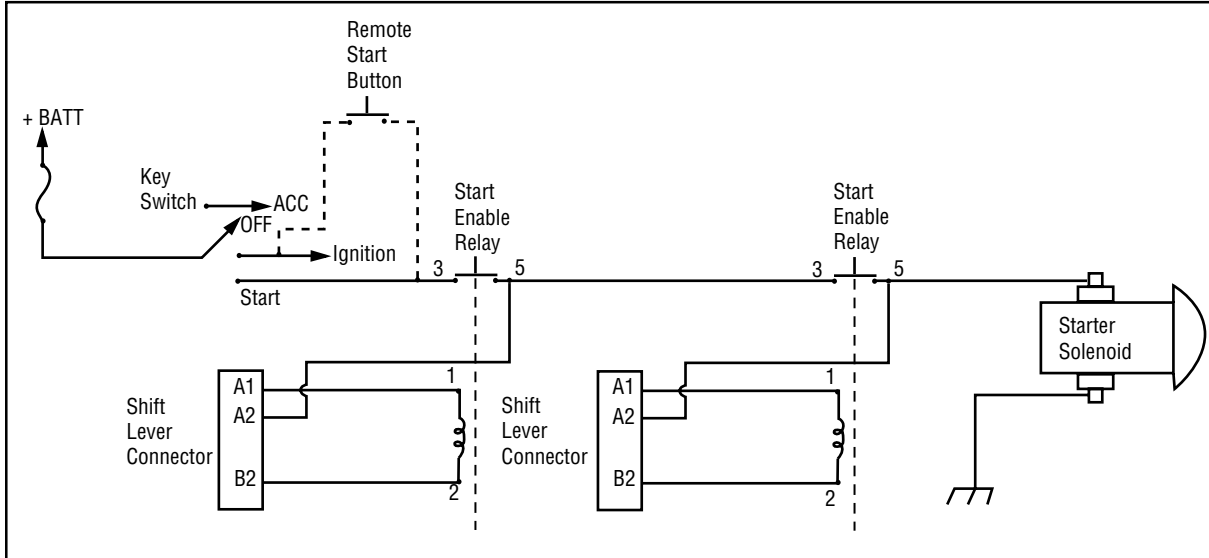 Remote
Start
Button
+ BATT
Key
Switch
ACC
OFF
Ignition
Start
Start
Enable
Relay
3
5
Start
Enable
Relay
3
5
Starter
Solenoid
Shift
Lever
Connector
A1
A2
B2
1
2
Shift
Lever
Connector
A1
A2
B2
1
2